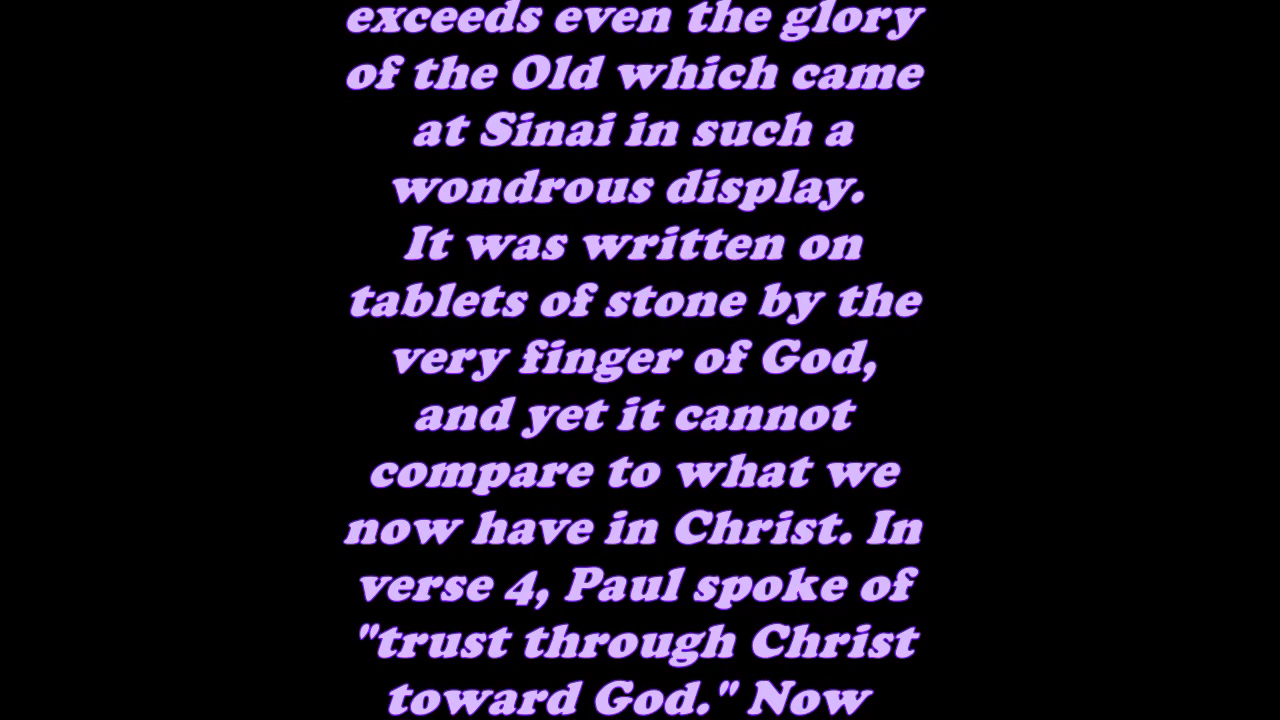 exceeds even the glory
of the Old which came
at Sinai in such a
wondrous display.
It was written on
tablets of stone by the
very finger of God,
and yet it cannot
compare to what we
now have in Christ. In
verse 4, Paul spoke of
"trust through Christ
toward God." Now